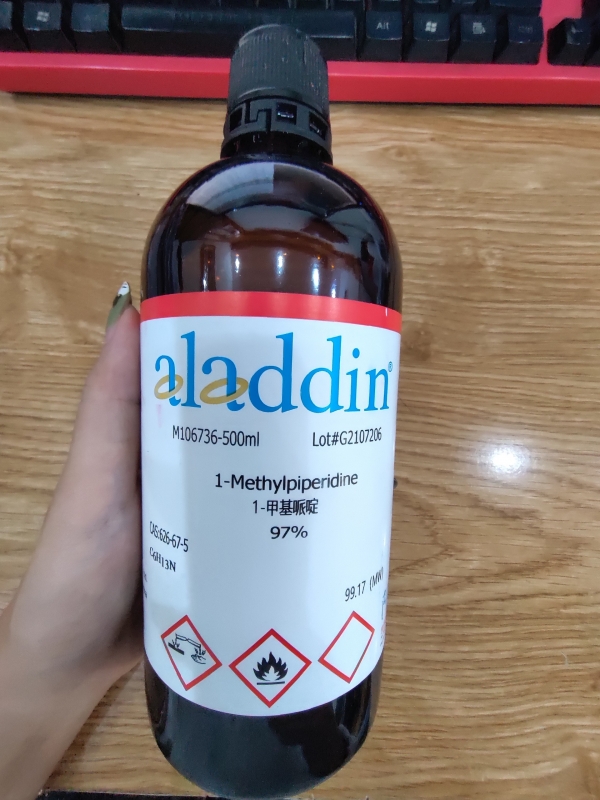 Alt
aladdin®
M106736-500ml Lot#G2107206
1-Methylpiperidine
1-甲基哌啶
97%
CAS:626-67-5
C6H13N
99.17 (MW)